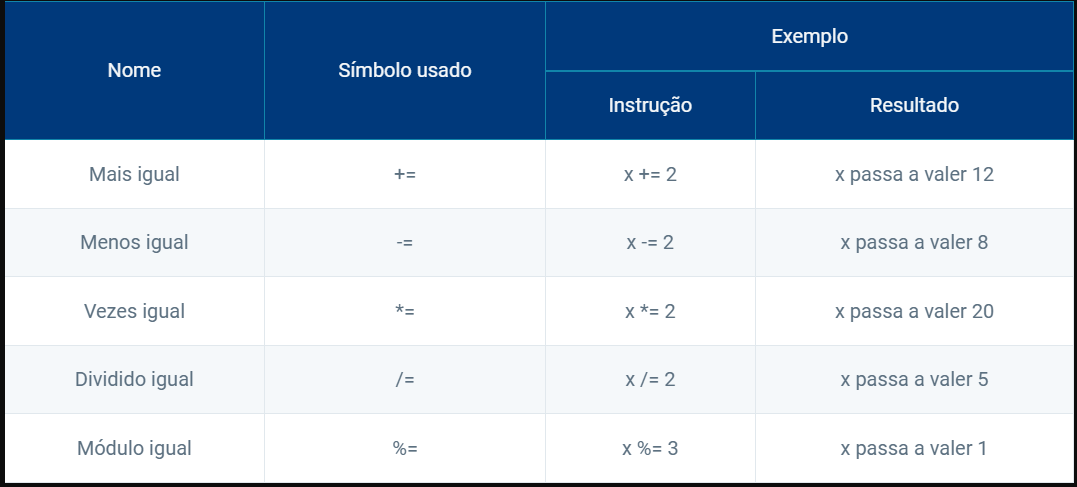 Nome
Símbolo usado
Exemplo
Instrução
Resultado
Mais igual
+=
x += 2
x passa a valer 12
Menos igual
-=
x -= 2
x passa a valer 8
Vezes igual
*=
x *= 2
x passa a valer 20
Dividido igual
/=
x /= 2
x passa a valer 5
Módulo igual
%=
x %= 3
x passa a valer 1